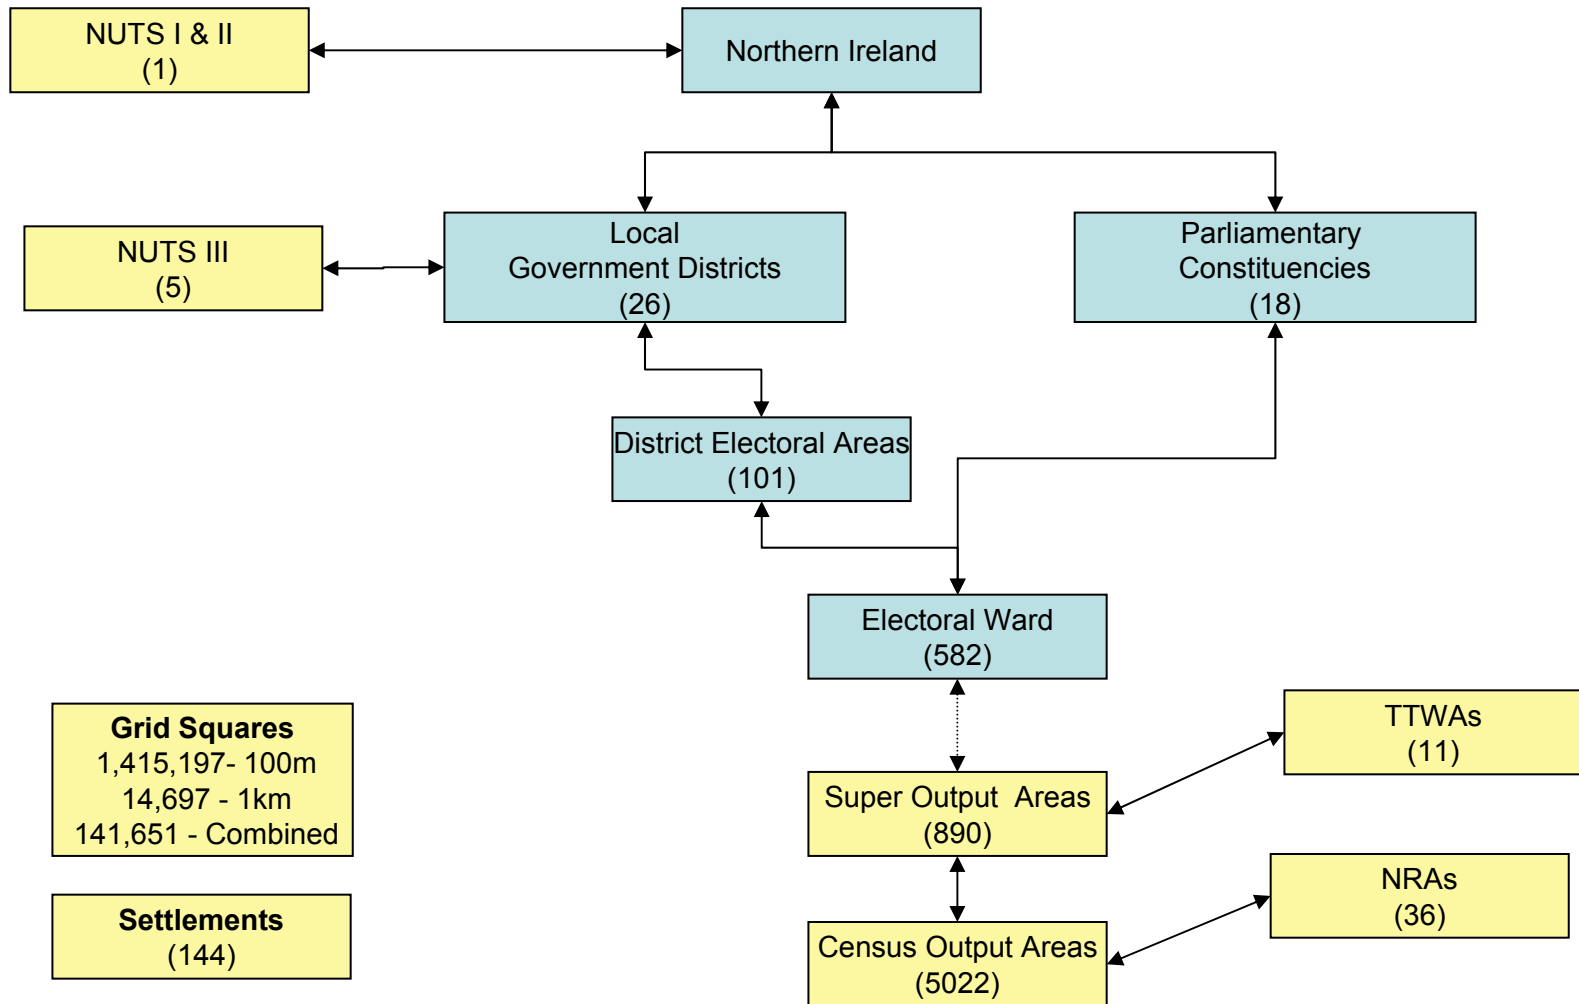 NUTS I & II
(1)
Northern Ireland
NUTS III
(5)
Local
Government Districts
(26)
Parliamentary
Constituencies
(18)
District Electoral Areas
(101)
Electoral Ward
(582)
Grid Squares
1,415,197- 100m
14,697 - 1km
141,651 - Combined
TTWAs
(11)
Super Output Areas
(890)
NRAs
(36)
Settlements
(144)
Census Output Areas
(5022)